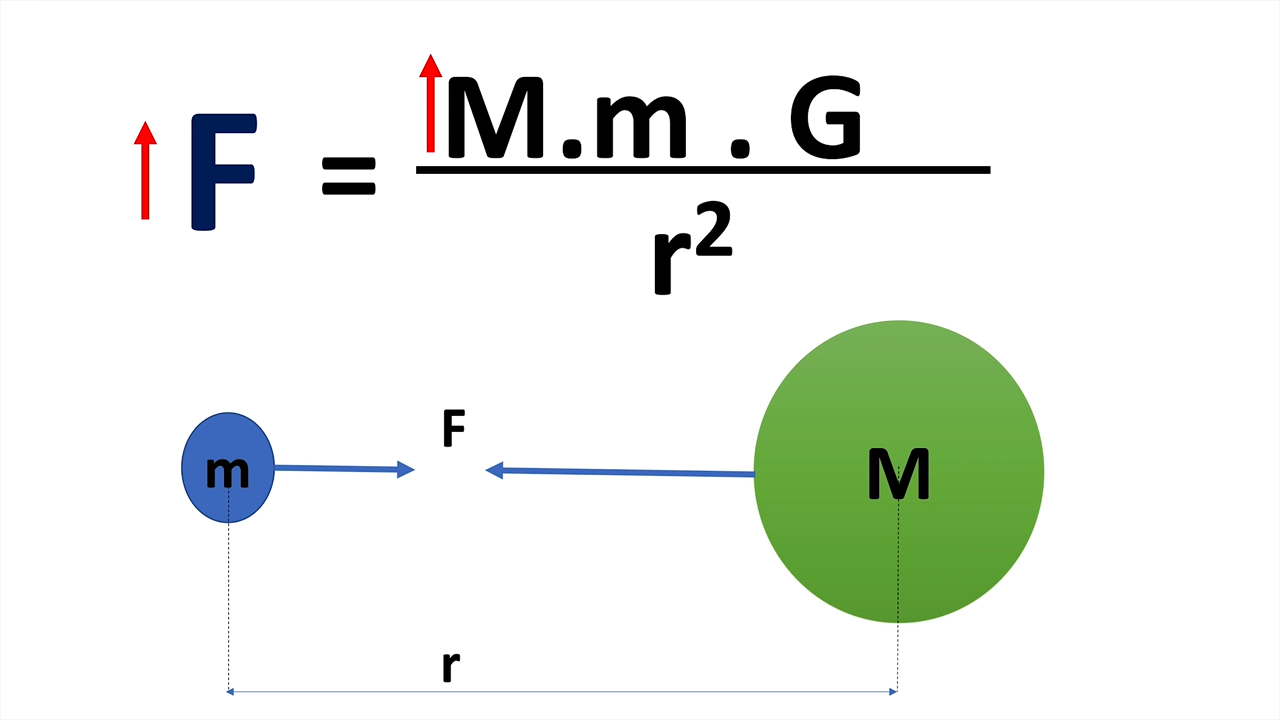 F = M.m . G
r²
F
m
M
r